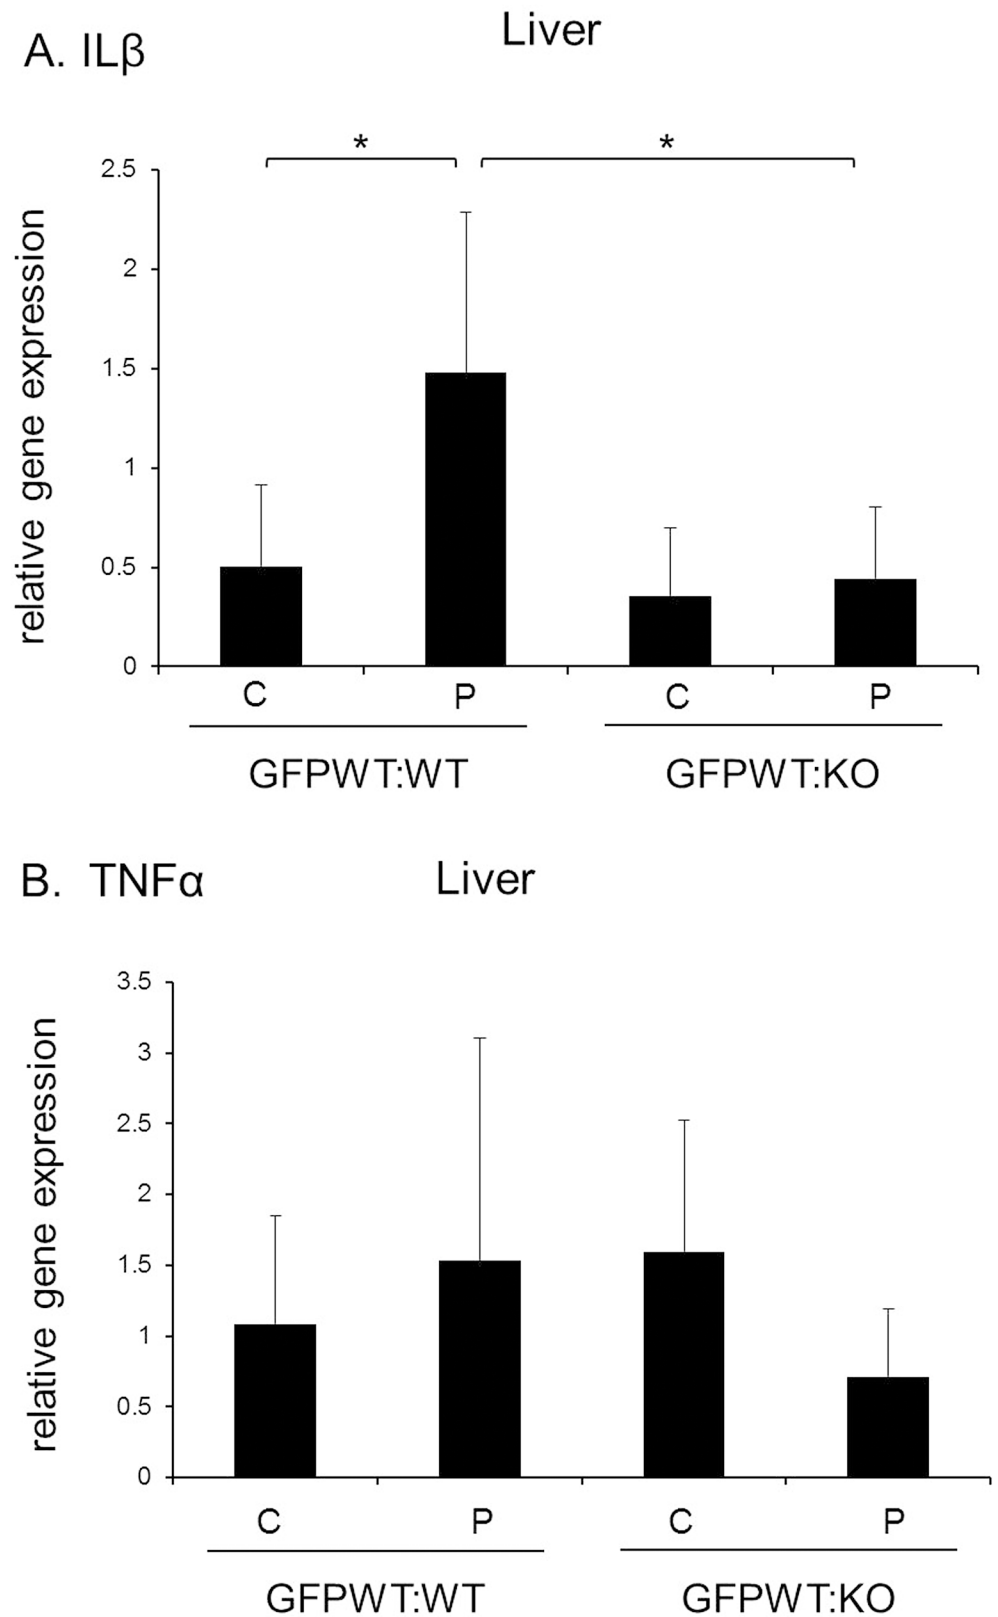 Liver
A. ILβ
* *
2.5
2
1.5
1
0.5
0
relative gene expression
C P C P
GFPWT:WT GFPWT:KO
B. TNFα Liver
3.5
3
2.5
2
1.5
1
0.5
0
relative gene expression
C P C P
GFPWT:WT GFPWT:KO